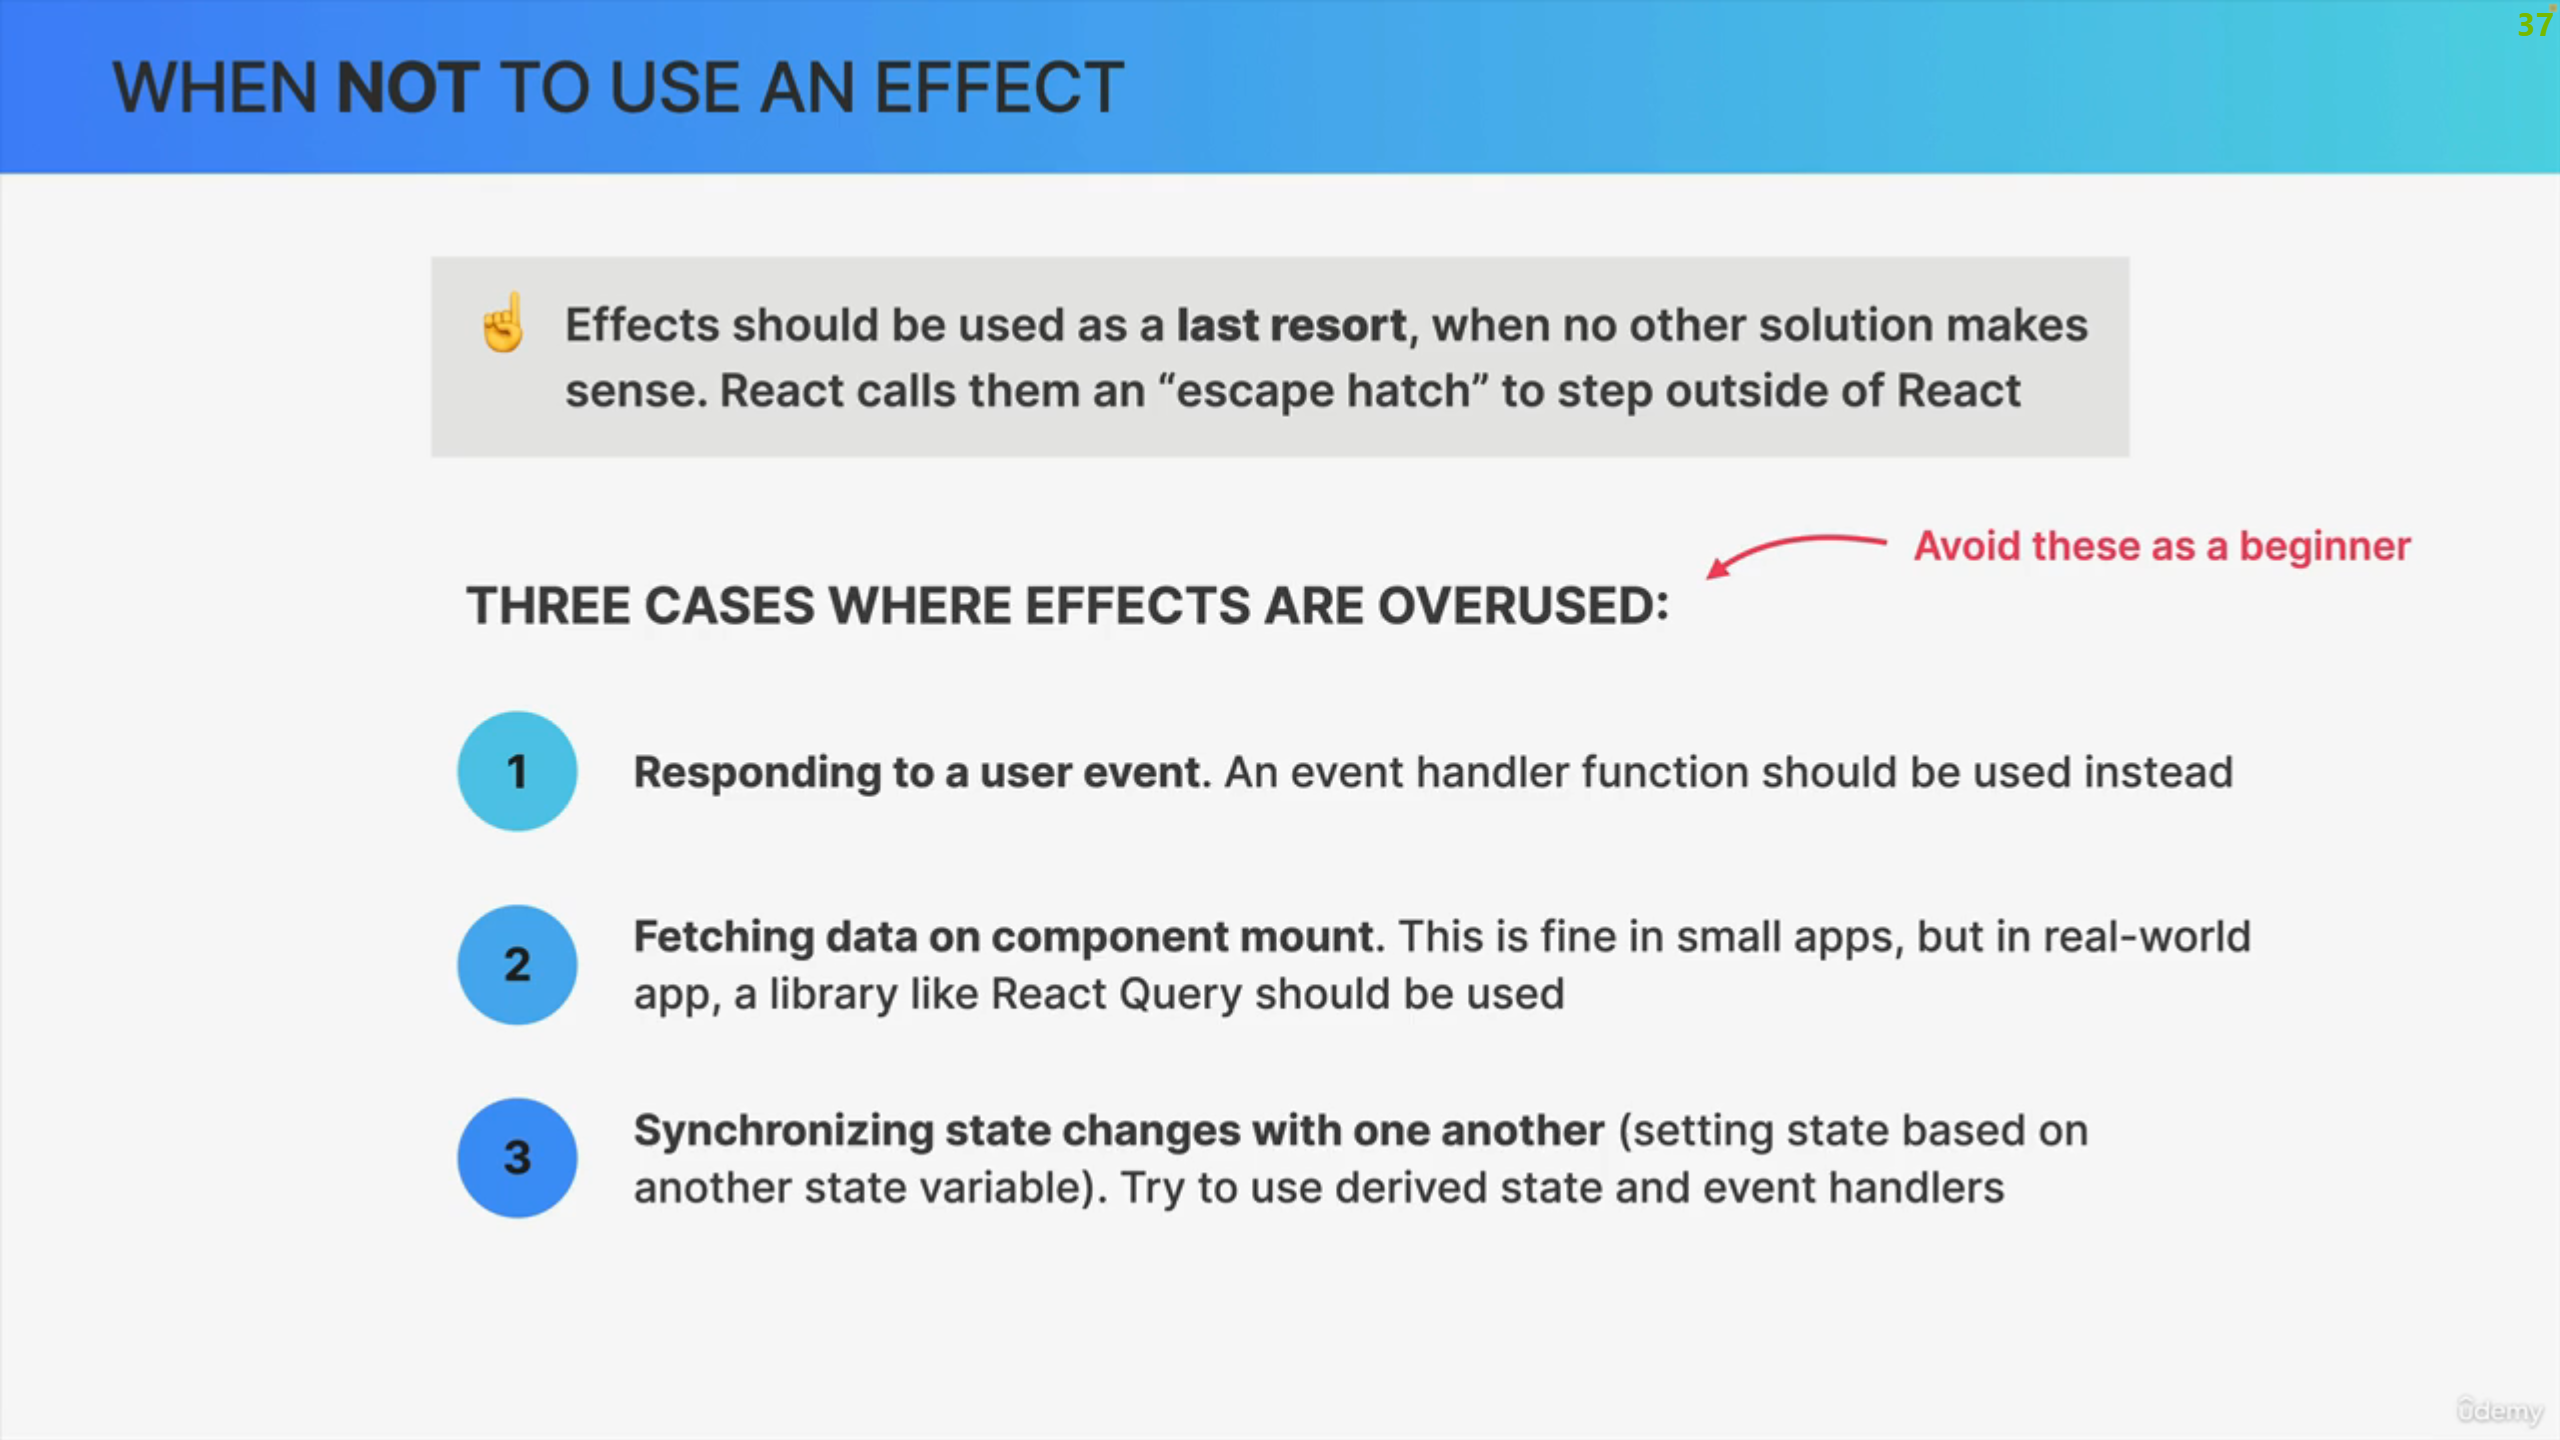 37
WHEN NOT TO USE AN EFFECT
Effects should be used as a last resort, when no other solution makes
sense. React calls them an “escape hatch” to step outside of React
Avoid these as a beginner
THREE CASES WHERE EFFECTS ARE OVERUSED:
1
Responding to a user event. An event handler function should be used instead
2
Fetching data on component mount. This is fine in small apps, but in real-world
app, a library like React Query should be used
3
Synchronizing state changes with one another (setting state based on
another state variable). Try to use derived state and event handlers
ûdemy